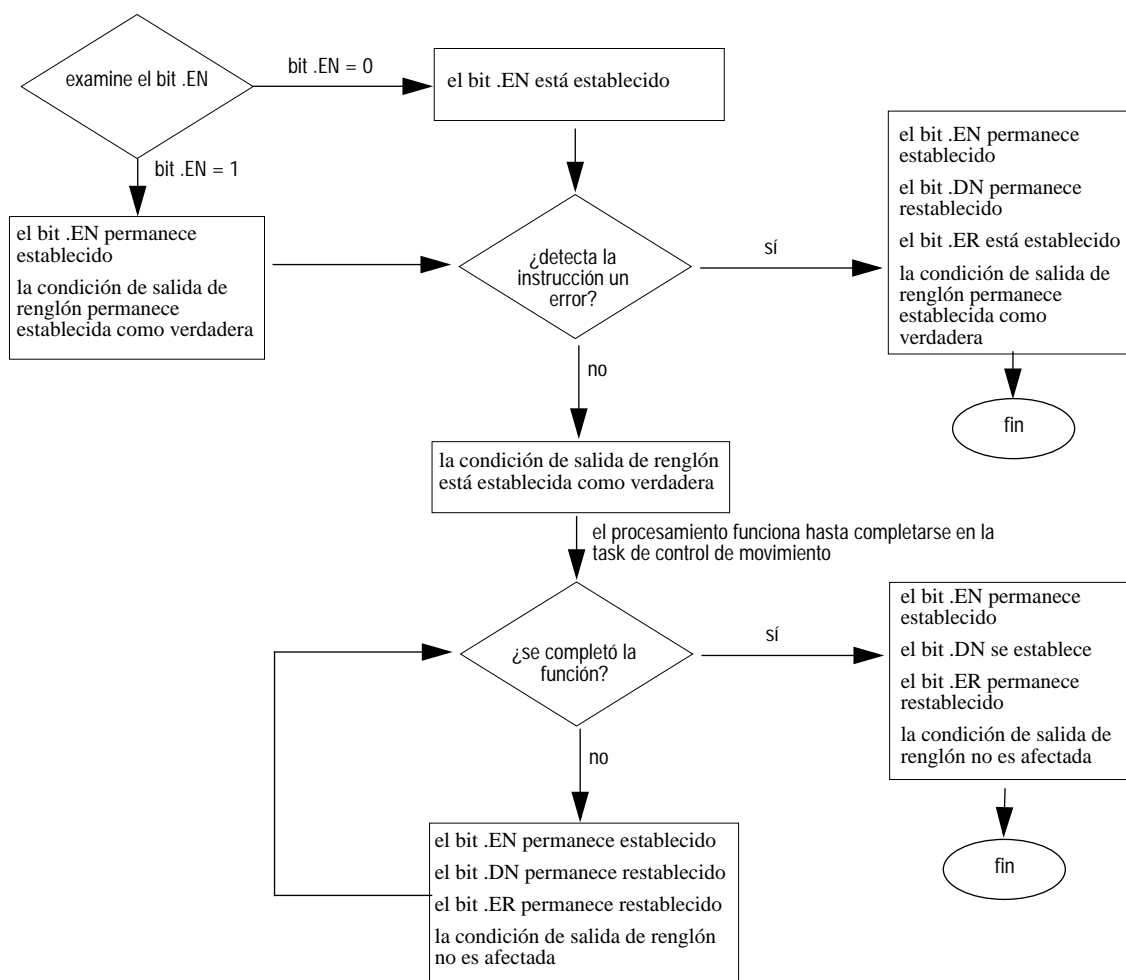 examine el bit .EN
bit .EN = 0
el bit .EN está establecido
bit .EN = 1
el bit .EN permanece
establecido
la condición de salida de
renglón permanece
establecida como verdadera
¿detecta la
instrucción un
error?
sí
el bit .EN permanece
establecido
el bit .DN permanece
restablecido
el bit .ER está establecido
la condición de salida de
renglón permanece
establecida como
verdadera
fin
no
la condición de salida de renglón
está establecida como verdadera
el procesamiento funciona hasta completarse en la
task de control de movimiento
¿se completó la
función?
sí
el bit .EN permanece
establecido
el bit .DN se establece
el bit .ER permanece
restablecido
la condición de salida de
renglón no es afectada
fin
no
el bit .EN permanece establecido
el bit .DN permanece restablecido
el bit .ER permanece restablecido
la condición de salida de renglón
no es afectada